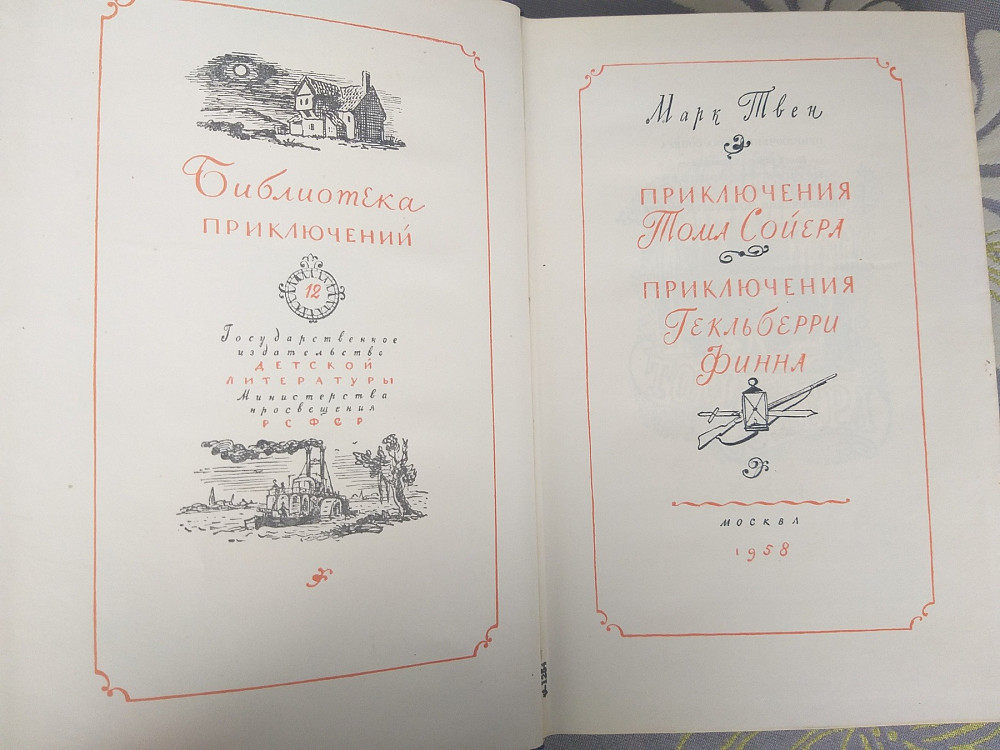 Библиотека
ПРИКЛЮЧЕНИЙ
12
Государственное
издательство
ДЕТСКОЙ
ЛИТЕРАТУРЫ
Министерства
просвещения
РСФСР
Марк Твен
ПРИКЛЮЧЕНИЯ
Тома Сойера
ПРИКЛЮЧЕНИЯ
Гекльберри
Финна
МОСКВА
1958